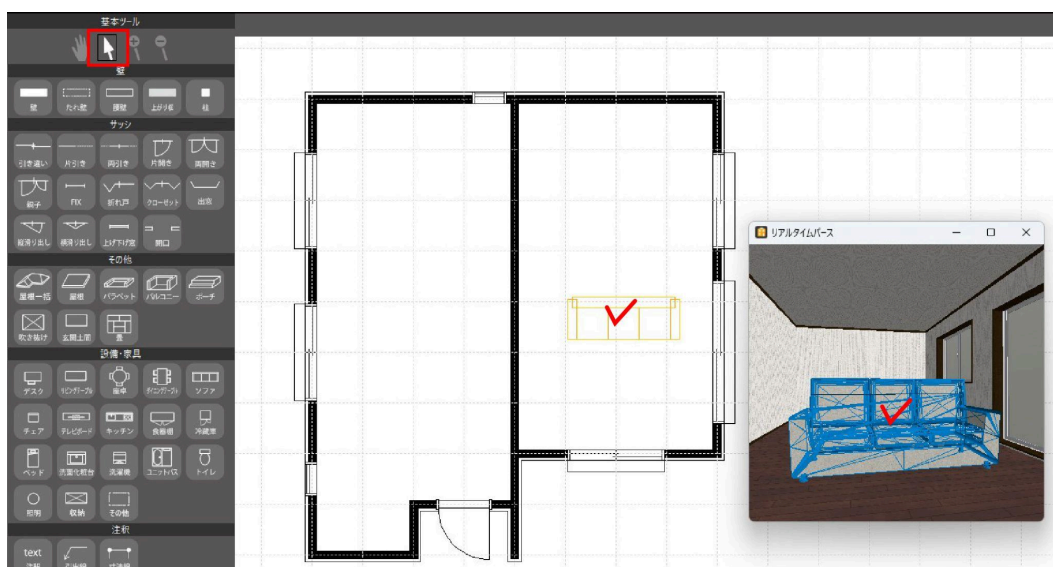 基本ツール
壁
壁 たれ壁 腰壁 上がり框 柱
サッシ
引き違い 片引き 両引き 片開き 両開き
親子 FIX 折れ戸 クローゼット 出窓
縦滑り出し 横滑り出し 上げ下げ窓 開口
その他
屋根一括 屋根 パラペット バルコニー ポーチ
吹き抜け 玄関土間 畳
設備・家具
デスク リビングテーブル 座卓 ダイニングテーブル ソファ
チェア テレビボード キッチン 食器棚 冷蔵庫
ベッド 洗面化粧台 洗濯機 ユニットバス トイレ
照明 収納 その他
注釈
text
リアルタイムパース